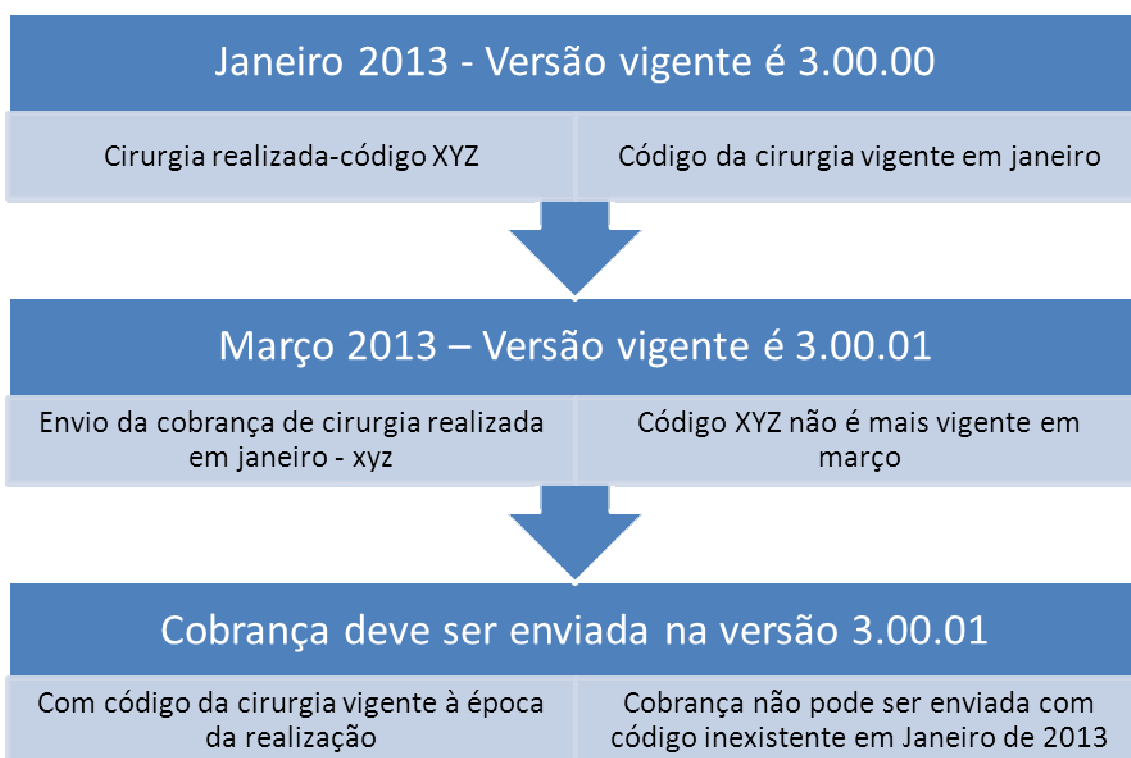 Janeiro 2013 - Versão vigente é 3.00.00
Cirurgia realizada-código XYZ
Código da cirurgia vigente em janeiro
Março 2013 – Versão vigente é 3.00.01
Envio da cobrança de cirurgia realizada
em janeiro - xyz
Código XYZ não é mais vigente em
março
Cobrança deve ser enviada na versão 3.00.01
Com código da cirurgia vigente à época
da realização
Cobrança não pode ser enviada com
código inexistente em Janeiro de 2013